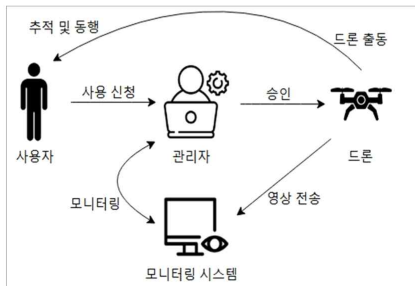 추적 및 동행
드론 출동
사용 신청
승인
사용자
관리자
드론
모니터링
영상 전송
모니터링 시스템